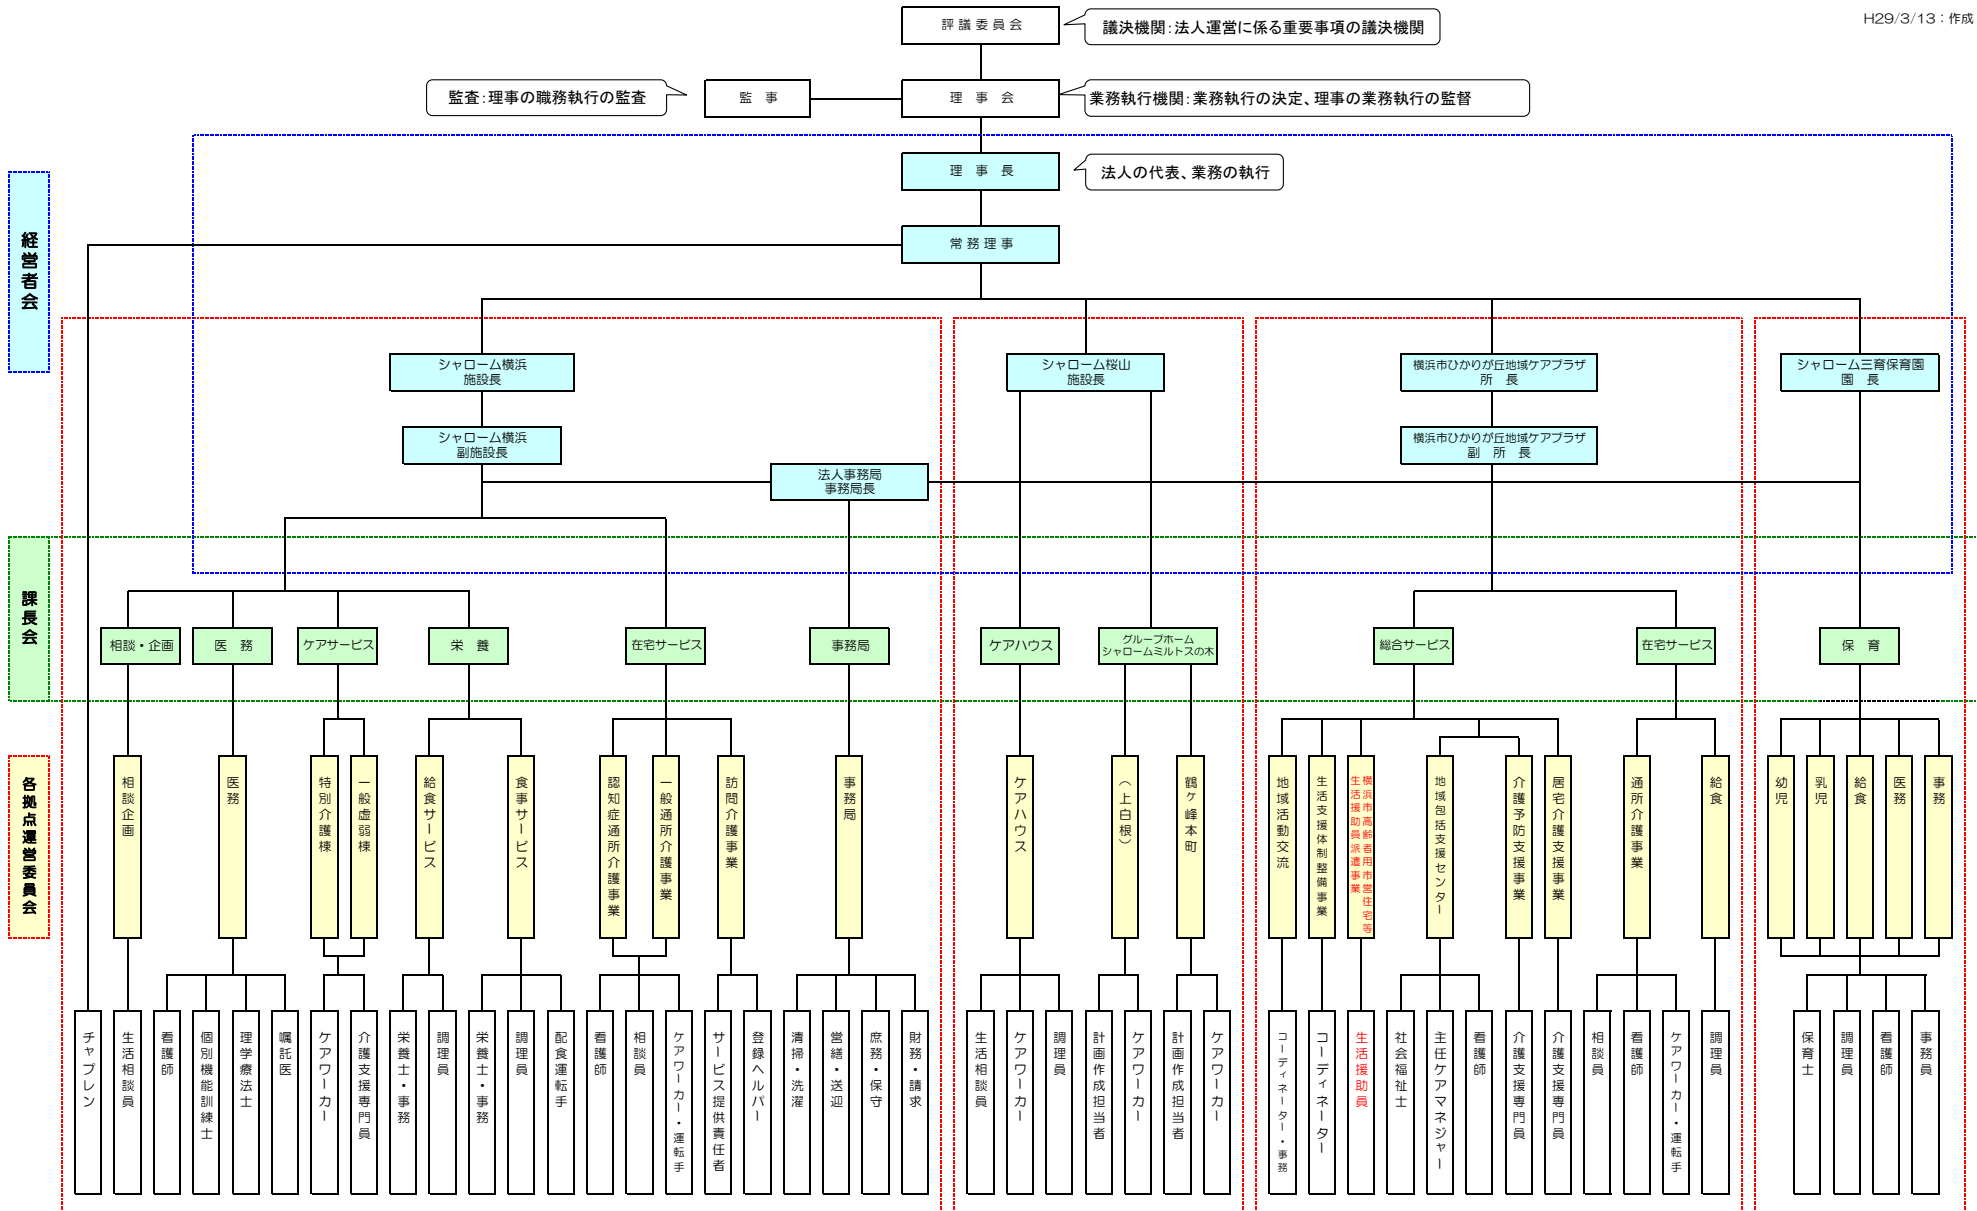 評議委員会
議決機関：法人運営に係る重要事項の議決機関
H29/3/13：作成
監査：理事の職務執行の監査
監　事
理　事　会
業務執行機関：業務執行の決定、理事の業務執行の監督
理　事　長
法人の代表、業務の執行
経営者会
常務理事
シャローム横浜
施設長
シャローム桜山
施設長
横浜市ひかりが丘地域ケアプラザ
所　長
シャローム三育保育園
園　長
シャローム横浜
副施設長
横浜市ひかりが丘地域ケアプラザ
副　所　長
法人事務局
事務局長
課長会
相談・企画
医　務
ケアサービス
栄　養
在宅サービス
事務局
ケアハウス
グループホーム
シャロームミルトスの木
総合サービス
在宅サービス
保　育
各拠点運営委員会
相談企画
医務
特別介護棟
一般虚弱棟
給食サービス
食事サービス
認知症通所介護事業
一般通所介護事業
訪問介護事業
事務局
ケアハウス
（上白根）
鶴ケ峰本町
地域活動交流
生活支援体制整備事業
横浜市高齢者用市営住宅等
生活援助員派遣事業
地域包括支援センター
介護予防支援事業
居宅介護支援事業
通所介護事業
給食
幼児
乳児
給食
医務
事務
チャプレン
生活相談員
看護師
個別機能訓練士
理学療法士
嘱託医
ケアワーカー
介護支援専門員
栄養士・事務
調理員
栄養士・事務
調理員
配食運転手
看護師
相談員
ケアワーカー・運転手
サービス提供責任者
登録ヘルパー
清掃・洗濯
営繕・送迎
庶務・保守
財務・請求
生活相談員
ケアワーカー
調理員
計画作成担当者
ケアワーカー
計画作成担当者
ケアワーカー
コーディネーター・事務
コーディネーター
生活援助員
社会福祉士
主任ケアマネジャー
看護師
介護支援専門員
介護支援専門員
相談員
看護師
ケアワーカー・運転手
調理員
保育士
調理員
看護師
事務員